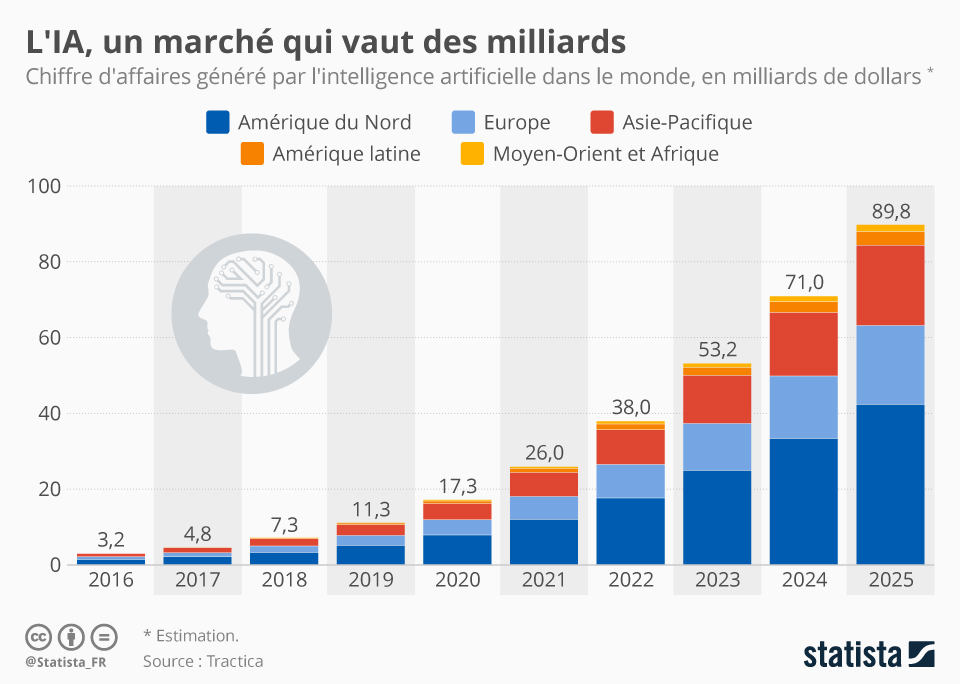 L'IA, un marché qui vaut des milliards
Chiffre d'affaires généré par l'intelligence artificielle dans le monde, en milliards de dollars *
Amérique du Nord Europe Asie-Pacifique
Amérique latine Moyen-Orient et Afrique
100
80
60
40
20
0
3,2
4,8
7,3
11,3
17,3
26,0
38,0
53,2
71,0
89,8
2016 2017 2018 2019 2020 2021 2022 2023 2024 2025
cc
@Statista_FR
* Estimation.
Source : Tractica
statista